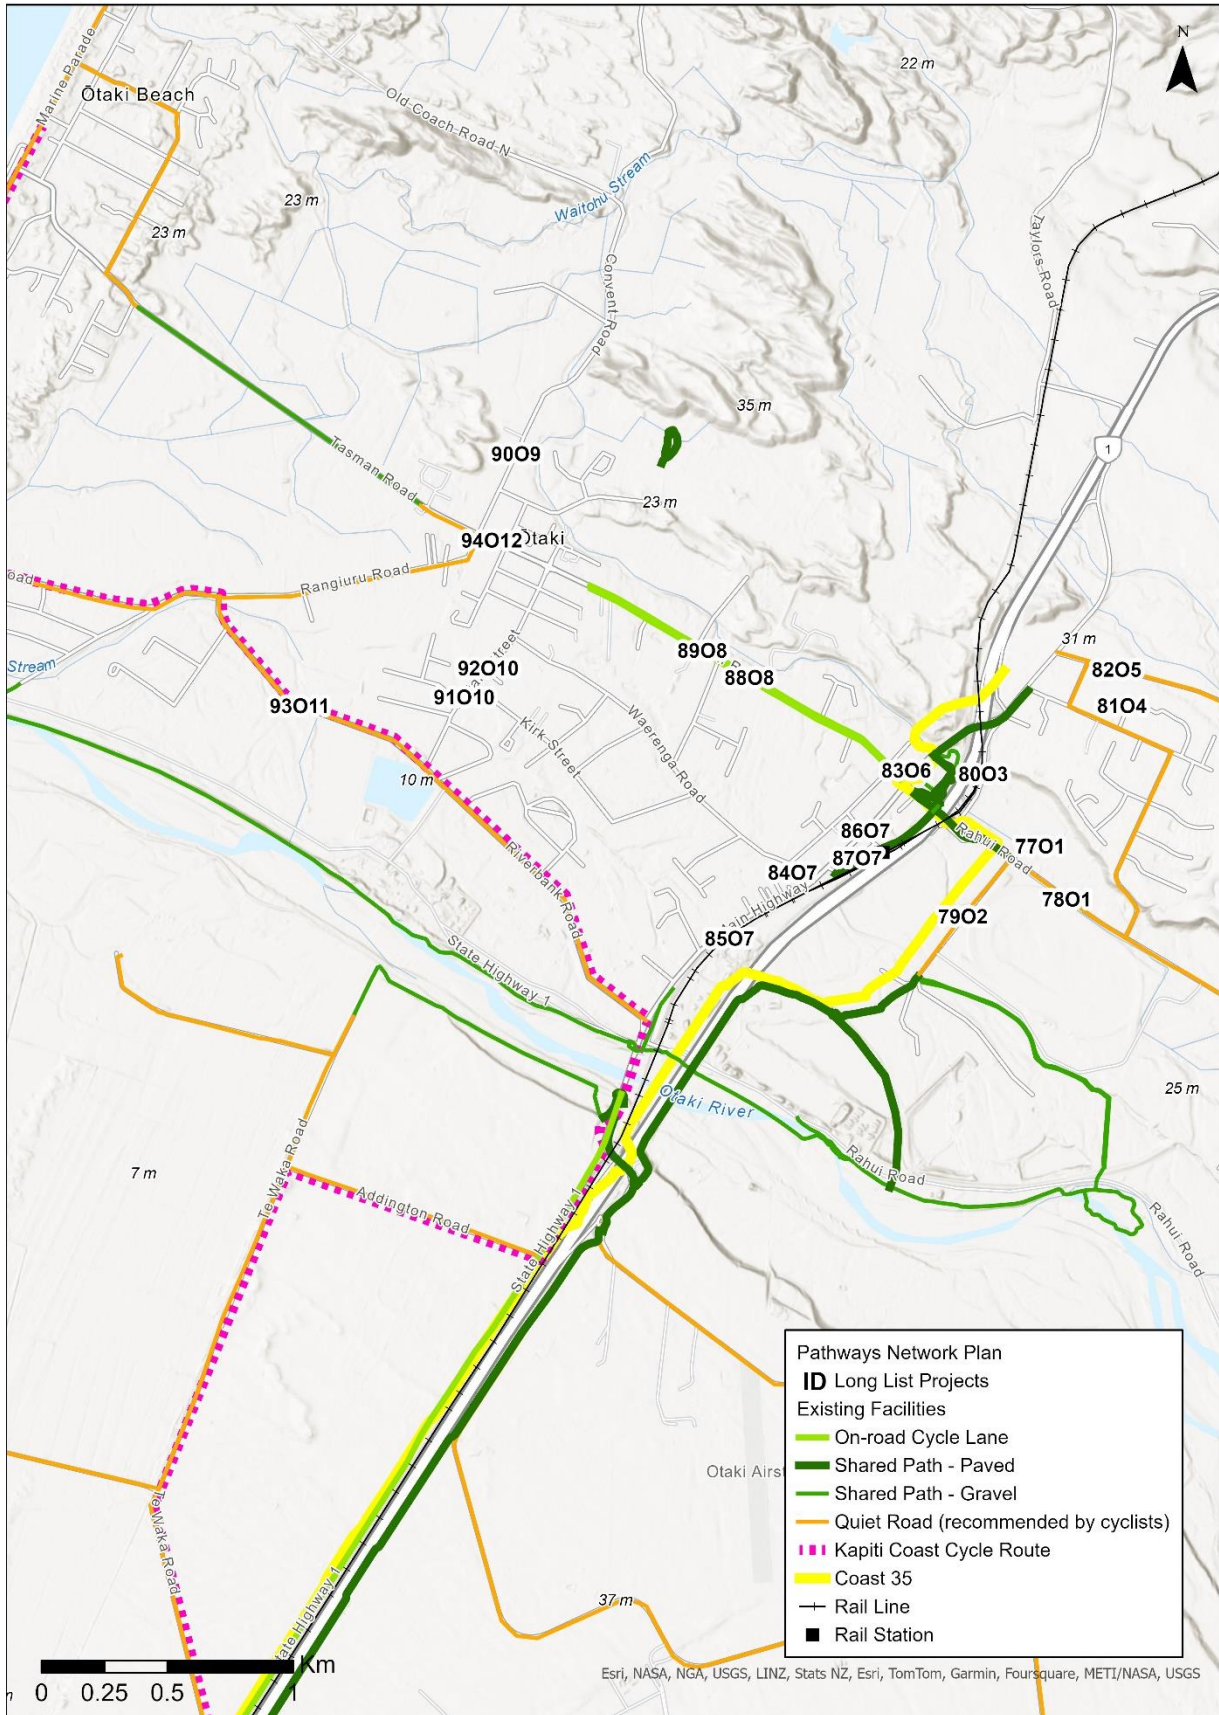 N
22 m
Marine Parade
Ōtaki Beach
Old Coach Road N
Waitohu Stream
23 m
23 m
Taylors Road
Convent Road
1
35 m
90O9
Tasman Road
23 m
94O12
Ōtaki
Rangiuru Road
oad
31 m
89O8
88O8
82O5
81O4
Stream
92O10
91O10
93O11
Kirk Street
Waerenga Road
10 m
83O6
80O3
86O7
87O7
84O7
Rahui Road
77O1
78O1
79O2
Riverbank Road
Main Highway
85O7
State Highway 1
Ōtaki River
25 m
7 m
Te Waka Road
Addington Road
Rahui Road
Rahui Road
State Highway 1
Otaki Airst
Te Waka Road
State Highway 1
37 m
Pathways Network Plan
ID Long List Projects
Existing Facilities
On-road Cycle Lane
Shared Path - Paved
Shared Path - Gravel
Quiet Road (recommended by cyclists)
Kapiti Coast Cycle Route
Coast 35
Rail Line
Rail Station
Km
0 0.25 0.5 1
Esri, NASA, NGA, USGS, LINZ, Stats NZ, Esri, TomTom, Garmin, Foursquare, METI/NASA, USGS